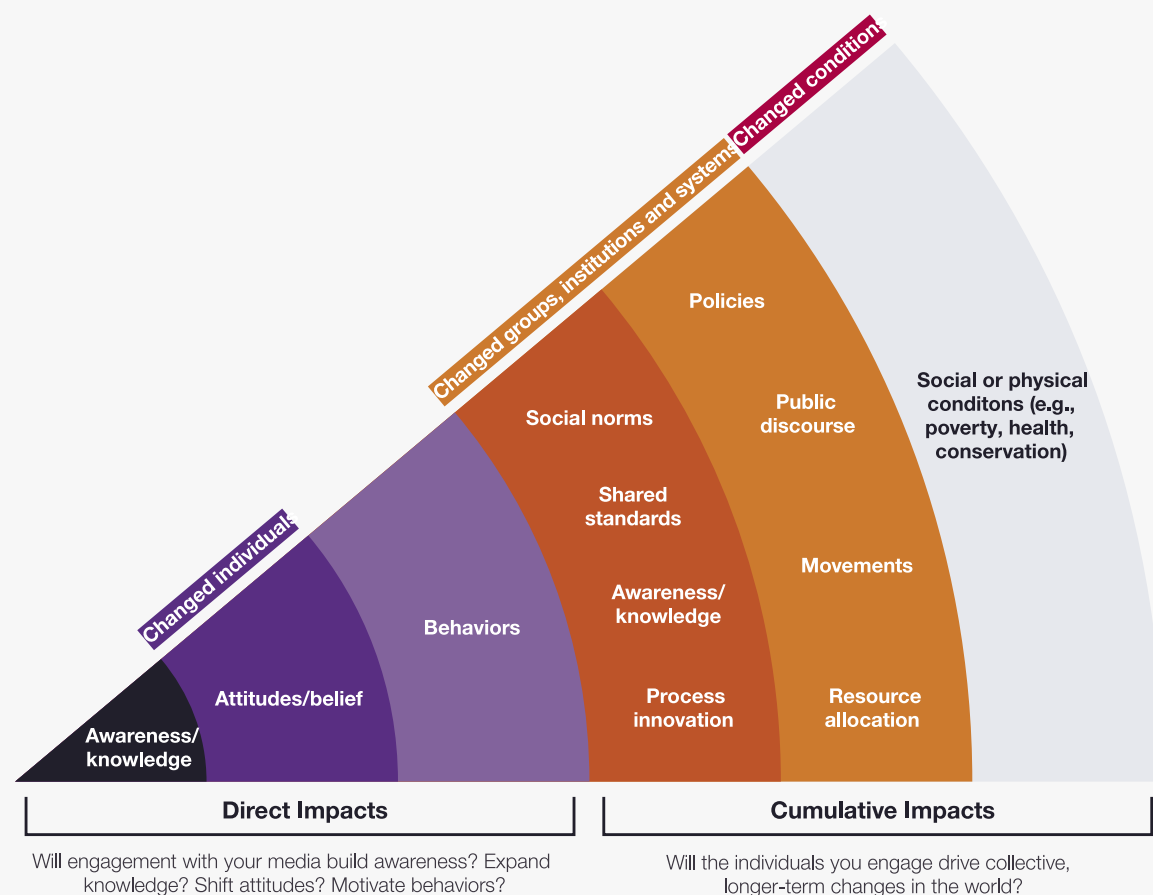 Changed conditions
Changed groups, institutions and systems
Changed individuals
Policies
Social or physical
conditons (e.g.,
poverty, health,
conservation)
Public
discourse
Social norms
Shared
standards
Movements
Awareness/
knowledge
Behaviors
Process
innovation
Resource
allocation
Attitudes/belief
Awareness/
knowledge
Direct Impacts
Will engagement with your media build awareness? Expand
knowledge? Shift attitudes? Motivate behaviors?
Cumulative Impacts
Will the individuals you engage drive collective,
longer-term changes in the world?